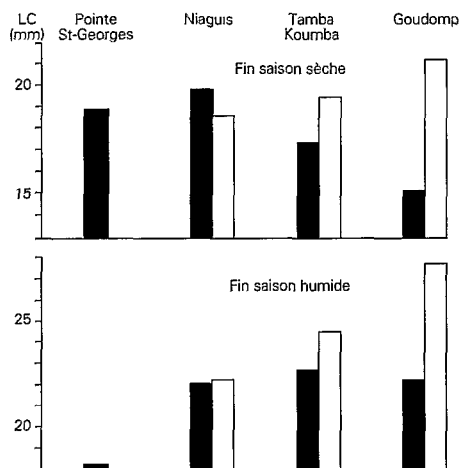 LC
(mm)
Pointe
St-Georges
Niaguis
Tamba
Koumba
Goudomp
Fin saison sèche
20
15
Fin saison humide
25
20